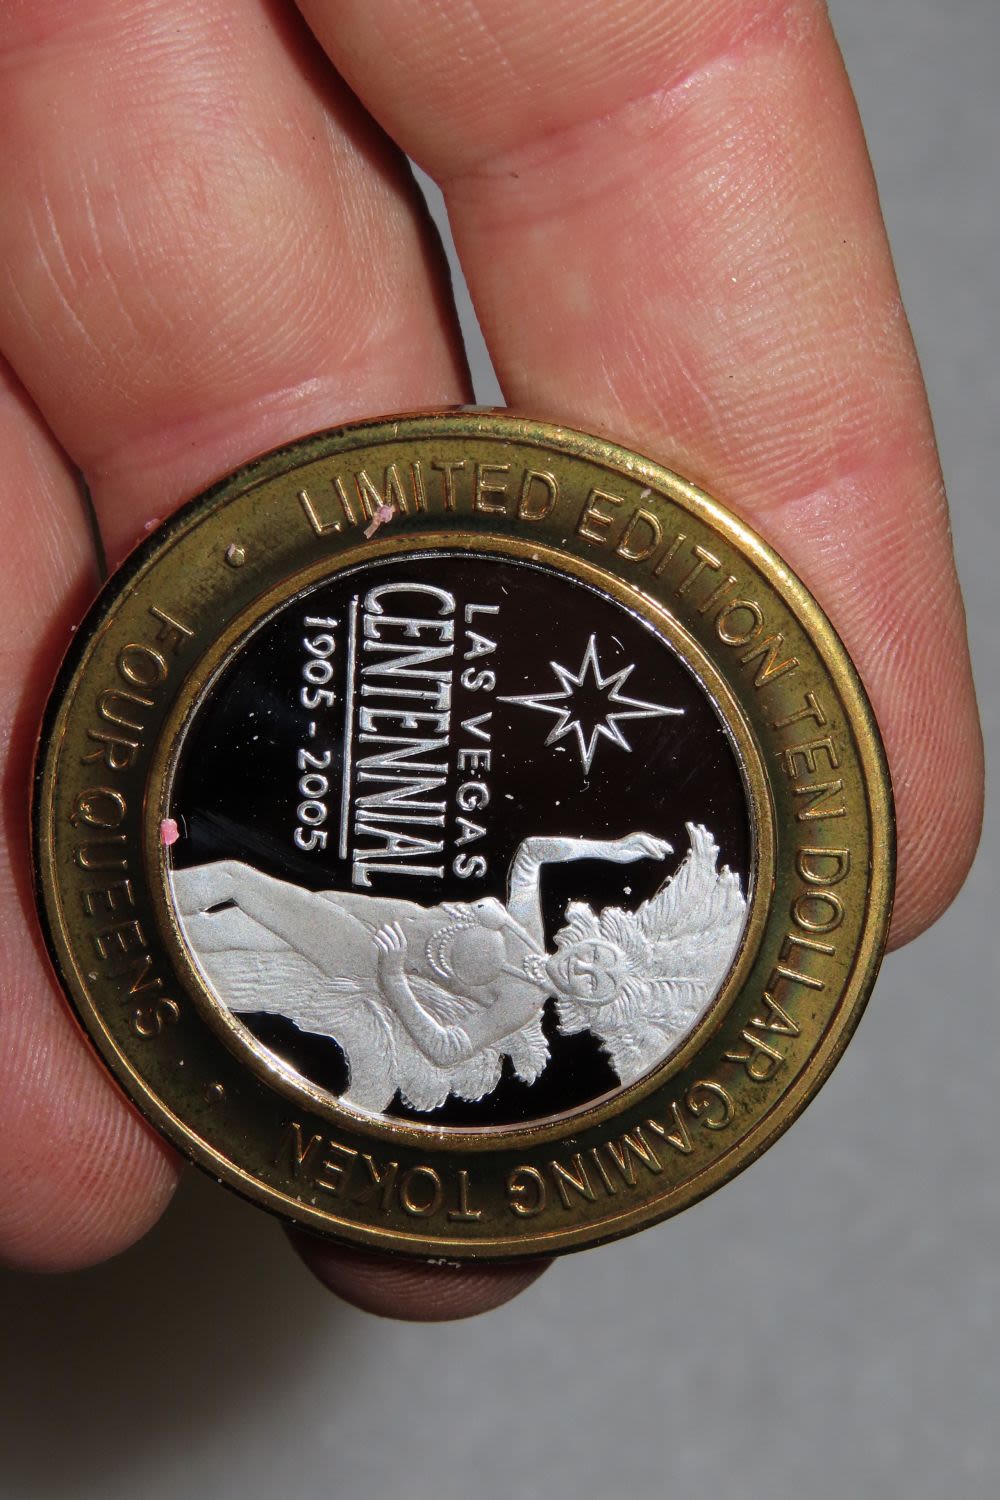 LIMITED EDITION TEN DOLLAR GAMING TOKEN
• FOUR QUEENS •
LAS VEGAS
CENTENNIAL
1905-2005